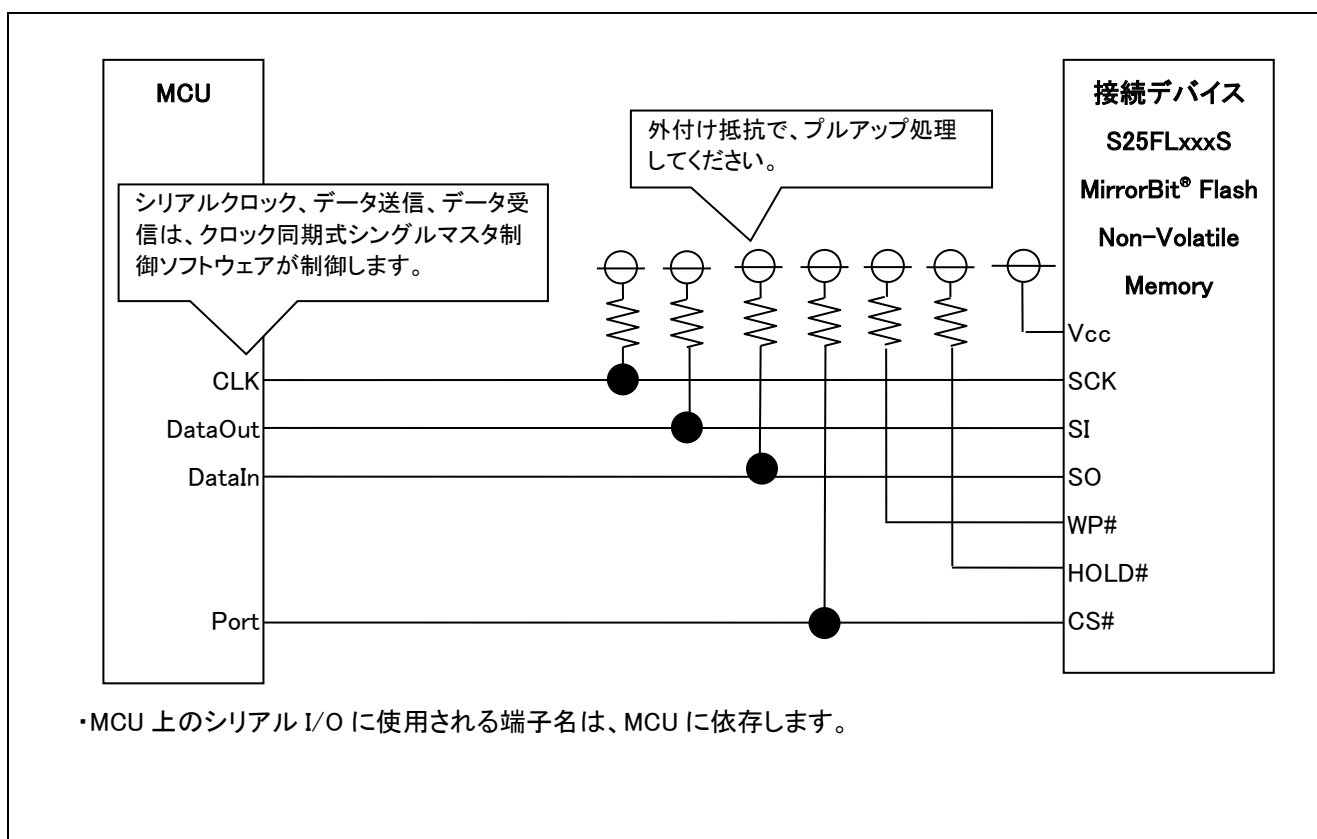 MCU
接続デバイス
S25FLxxxS
MirrorBit® Flash
Non-Volatile
Memory
外付け抵抗で、プルアップ処理
してください。
シリアルクロック、データ送信、データ受
信は、クロック同期式シングルマスタ制
御ソフトウェアが制御します。
Vcc
CLK
SCK
DataOut
SI
DataIn
SO
WP#
HOLD#
Port
CS#
・MCU 上のシリアル I/O に使用される端子名は、MCU に依存します。